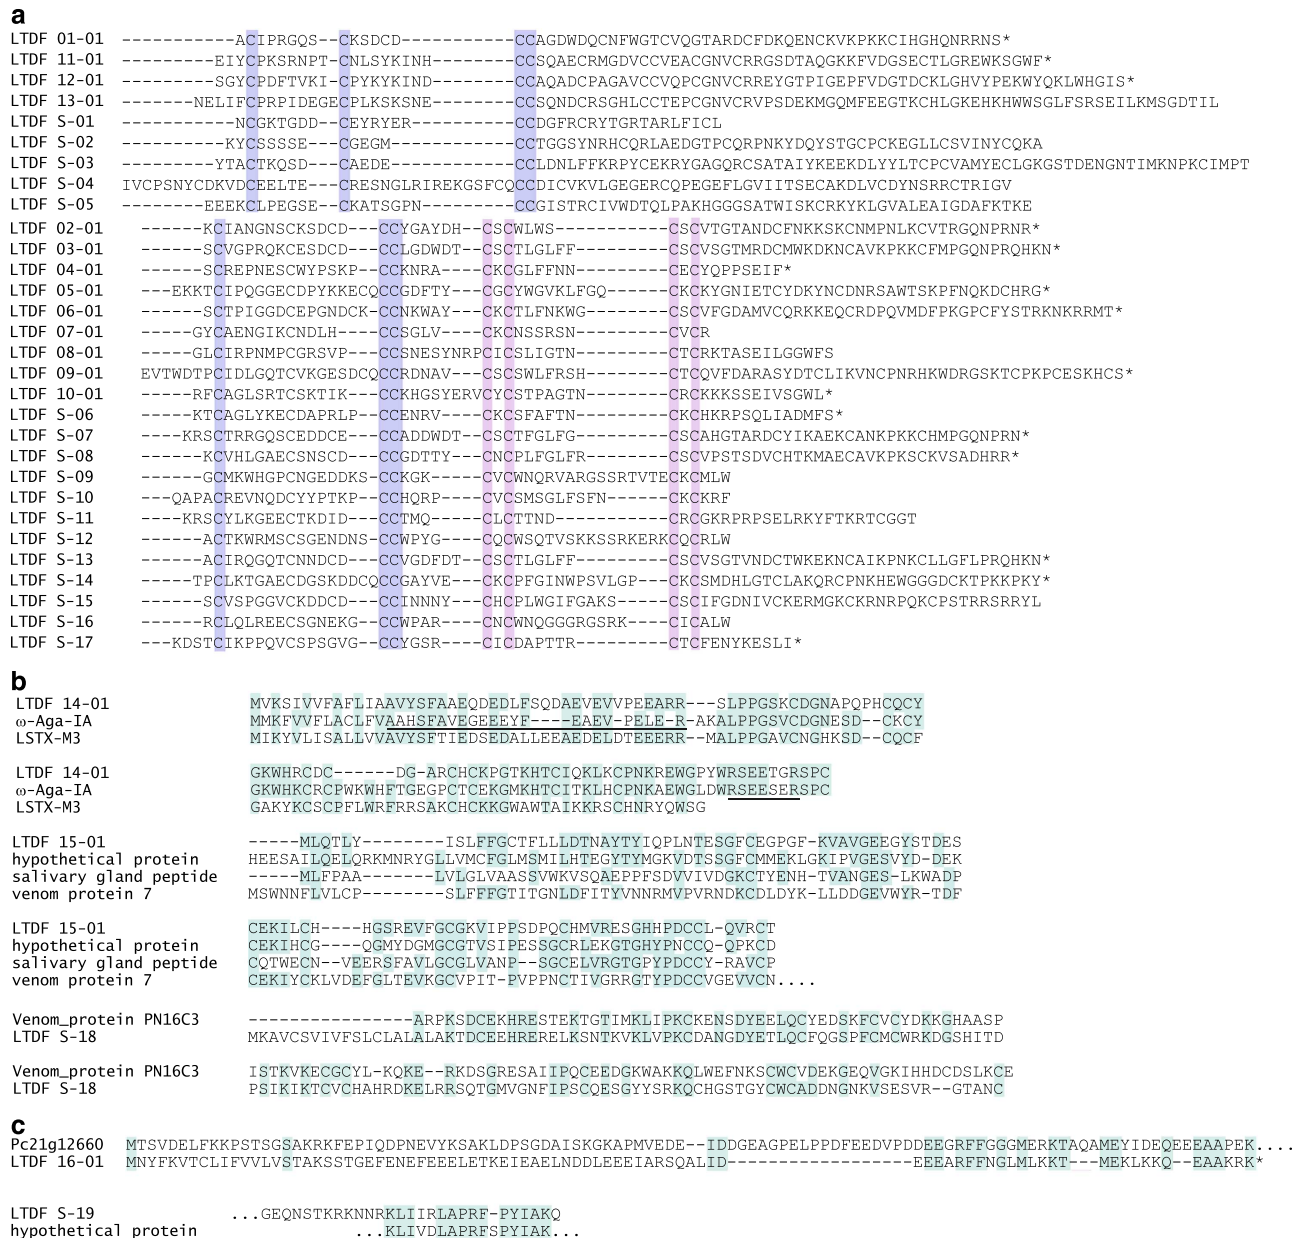 a
LTDF 01-01 -----------ACIPRGQS--CKSDCD-----------CCAGDWDQCNFWGTCVQGTARDCFDKQENCKVKPKKCIHGHQNRRNS*
LTDF 11-01 ---------EIYCPKSRNPT-CNLSYKINH--------CCSQAECRMGDVCCVEACGNVCRRGSDTAQGKKFVDGSECTLGREWKSGWF*
LTDF 12-01 ---------SGYCPDFTVKI-CPYKYKIND--------CCAQADCPAGAVCCVQPCGNVCRREYGTPIGEPFVDGTDCKLGHVYPEKWYQKLWHGIS*
LTDF 13-01 -------NELIFCPRPIDEGECPLKSKSNE--------CCSQNDCRSGHLCCTEPCGNVCRVPSDEKMGQMFEEGTKCHLGKEHKHWWSGLFSRSEILKMSGDTIL
LTDF S-01 -----------NCGKTGDD--CEYRYER----------CCDGFRCRYTGRTARLFICL
LTDF S-02 ----------KYCSSSSE--CGEGM------------CCTGGSYNRHCQRLAEDGTPCQRPNKYDQYSTGCPCKEGLLCSVINYCQKA
LTDF S-03 ---------YTACTKQSD--CAEDE------------CCLDNLFFKRPYCEKRYGAGQRCSATAIYKEEKDLYYLTCPCVAMYECLGKGSTDENGNTIMKNPKCIMPT
LTDF S-04 IVCPSNYCDKVDCEELTE---CRESNGLRIREKGSFCQCCDICVKVLGEGERCQPEGEFLGVIITSECAKDLVCDYNSRRCTRIGV
LTDF S-05 --------EEEKCLPEGSE--CKATSGPN---------CCGISTRCIVWDTQLPAKHGGGSATWISKCRKYKLGVALEAIGDAFKTKE
LTDF 02-01 ------KCIANGNSCKSDCD---CCYGAYDH--CSCWLWS-----------CSCVTGTANDCFNKKSKCNMPNLKCVTRGQNPRNR*
LTDF 03-01 ------SCVGPRQKCESDCD---CCLGDWDT--CSCTLGLFF---------CSCVSGTMRDCMWKDKNCAVKPKKCFMPGQNPRQHKN*
LTDF 04-01 ------SCREPNESCWYPSKP--CCKNRA----CKCGLFFNN---------CECYQPPSEIF*
LTDF 05-01 ---EKKTCIPQGGECDPYKKECQCCGDFTY---CGCYWGVKLFGQ------CKCKYGNIETCYDKYNCDNRSAWTSKPFNQKDCHRG*
LTDF 06-01 ------SCTPIGGDCEPGNDCK-CCNKWAY---CKCTLFNKWG--------CSCVFGDAMVCQRKKEQCRDPQVMDFPKGPCFYSTRKNKRRMT*
LTDF 07-01 -----GYCAENGIKCNDLH----CCSGLV----CKCNSSRSN---------CVCR
LTDF 08-01 -----GLCIRPNMPCGRSVP---CCSNESYNRPCICSLIGTN---------CTCRKTASEILGGWFS
LTDF 09-01 EVTWDTPCIDLGQTCVKGESDCQCCRDNAV---CSCSWLFRSH--------CTCQVFDARASYDTCLIKVNCPNRHKWDRGSKTCPKPCESKHCS*
LTDF 10-01 -----RFCAGLSRTCSKTIK---CCKHGSYERVCYCYCSTPAGTN------CRCKKKSSEIVSGWL*
LTDF S-06 -----KTCAGLYKECDAPRLP--CCENRV----CKCSFAFTN---------CKCHKRPSQLIADMFS*
LTDF S-07 ----KRSCTRRGQSCEDDCE---CCADDWDT--CSCTFGLFG---------CSCAHGTARDCYIKAEKCANKPKKCHMPGQNPRN*
LTDF S-08 ------KCVHLGAECSNSCD---CCGDTTY---CNCPLFGLFR--------CSCVPSTSDVCHTKMAECAVKPKSCKVSADHRR*
LTDF S-09 ------GCMKWHGPCNGEDDKS-CCKGK-----CVCWNQRVARGSSRTVTECKCMLW
LTDF S-10 ---QAPACREVNQDCYYPTKP--CCHQRP----CVCSMSGLFSFN------CKCKRF
LTDF S-11 ----KRSCYLKGEECTKDID---CCTMQ-----CLCTTND-----------CRCGKRPRPSELRKYFTKRTCGGT
LTDF S-12 ------ACTKWRMSCSGENDNS-CCWPYG----CQCWSQTVSKKSSRKERKCQCRLW
LTDF S-13 ------ACIRQGQTCNNDCD---CCVGDFDT--CSCTLGLFF---------CSCVSGTVNDCTWKEKNCAIKPNKCLLGFLPRQHKN*
LTDF S-14 -----TPCLKTGAECDGSKDDCQCCGAYVE---CKCPFGINWPSVLGP---CKCSMDHLGTCLAKQRCPNKHEWGGGDCKTPKKPKY*
LTDF S-15 ------SCVSPGGVCKDDCD---CCINNNY---CHCPLWGIFGAKS-----CSCIFGDNIVCKERMGKCKRNRPQKCPSTRRSRRYL
LTDF S-16 ------RCLQLREECSGNEKG--CCWPAR----CNCWNQGGGRGSRK----CICALW
LTDF S-17 ---KDSTCIKPPQVCSPSGVG--CCYGSR----CICDAPTTR---------CTCFENYKESLI*
b
LTDF 14-01 MVKSIVVFAFLIAAVYSFAAEQDEDLFSQDAEVEVVPEEARR---SLPPGSKCDGNAPQPHCQCY
ω-Aga-IA MMKFVVFLACLFVAAHSFAVEGEEEYF----EAEV-PELE-R-AKALPPGSVCDGNESD--CKCY
LSTX-M3 MIKYVLISALLVVAVYSFTIEDSEDALLEEAEDELDTEEERR--MALPPGAVCNGHKSD--CQCF
LTDF 14-01 GKWHRCDC------DG-ARCHCKPGTKHTCIQKLKCPNKREWGPYWRSEETGRSPC
ω-Aga-IA GKWHKCRCPWKWHFTGEGPCTCEKGMKHTCITKLHCPNKAEWGLDWRSEESERSPC
LSTX-M3 GAKYKCSCPFLWRFRRSAKCHCKKGWAWTAIKKRSCHNRYQWSG
LTDF 15-01 -----MLQTLY--------ISLFFGCTFLLLDTNAYTYIQPLNTESGFCEGPGF-KVAVGEEGYSTDES
hypothetical protein HEESAILQELQRKMNRYGLLVMCFGLMSMILHTEGYTYMGKVDTSSGFCMMEKLGKIPVGESVYD-DEK
salivary gland peptide -----MLFPAA-------LVLGLVAASSVWKVSQAEPPFSDVVIVDGKCTYENH-TVANGES-LKWADP
venom protein 7 MSWNNFLVLCP--------SLFFFGTITGNLDFITYVNNRMVPVRNDKCDLDYK-LLDDGEVWYR-TDF
LTDF 15-01 CEKILCH----HGSREVFGCGKVIPPSDPQCHMVRESGHHPDCCL-QVRCT
hypothetical protein CEKIHCG----QGMYDGMGCGTVSIPESSGCRLEKGTGHYPNCCQ-QPKCD
salivary gland peptide CQTWECN--VEERSFAVLGCGLVANP--SGCELVRGTGPYPDCCY-RAVCP
venom protein 7 CEKIYCKLVDEFGLTEVKGCVPIT-PVPPNCTIVGRRGTYPDCCVGEVVCN....
Venom_protein PN16C3 ----------------ARPKSDCEKHRESTEKTGTIMKLIPKCKENSDYEELQCYEDSKFCVCYDKKGHAASP
LTDF S-18 MKAVCSVIVFSLCLALALAKTDCEEHRERELKSNTKVKLVPKCDANGDYETLQCFQGSPFCMCWRKDGSHITD
Venom_protein PN16C3 ISTKVKECGCYL-KQKE--RKDSGRESAIIPQCEEDGKWAKKQLWEFNKSCWCVDEKGEQVGKIHHDCDSLKCE
LTDF S-18 PSIKIKTCVCHAHRDKELRRSQTGMVGNFIPSCQESGYYSRKQCHGSTGYCWCADDNGNKVSESVR--GTANC
c
Pc21g12660 MTSVDELFKKPSTSGSAKRKFEPIQDPNEVYKSAKLDPSGDAISKGKAPMVEDE--IDDGEAGPELPPDFEEDVPDDEEGRFFGGGMERKTAQAMEYIDEQEEEAAPEK....
LTDF 16-01 MNYFKVTCLIFVVLVSTAKSSTGEFENEFEEELETKEIEAELNDDLEEEIARSQALID------------------EEEARFFNGLMLKKT---MEKLKKQ--EAAKRK*
LTDF S-19 ...GEQNSTKRKNNRKLIIRLAPRF-PYIAKQ
hypothetical protein ...KLIVDLAPRFSPYIAK...